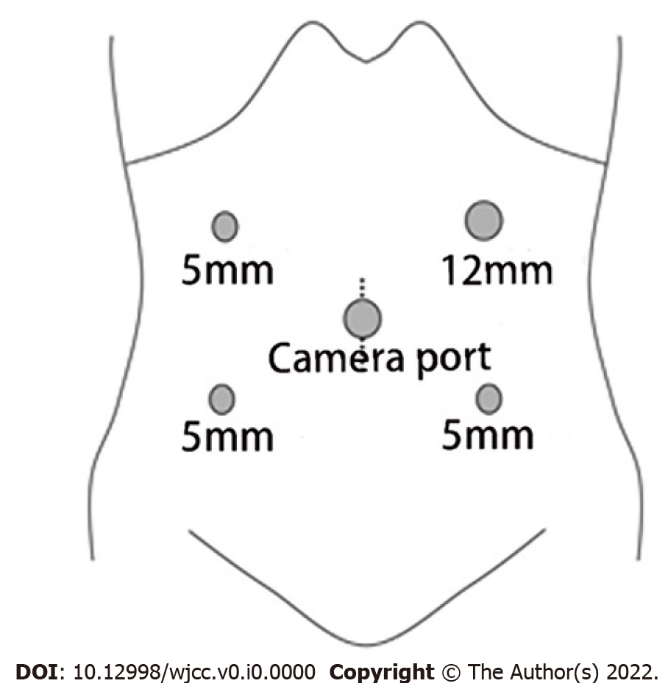 5mm
12mm
Camera port
5mm
5mm
DOI: 10.12998/wjcc.v0.i0.0000 Copyright © The Author(s) 2022.